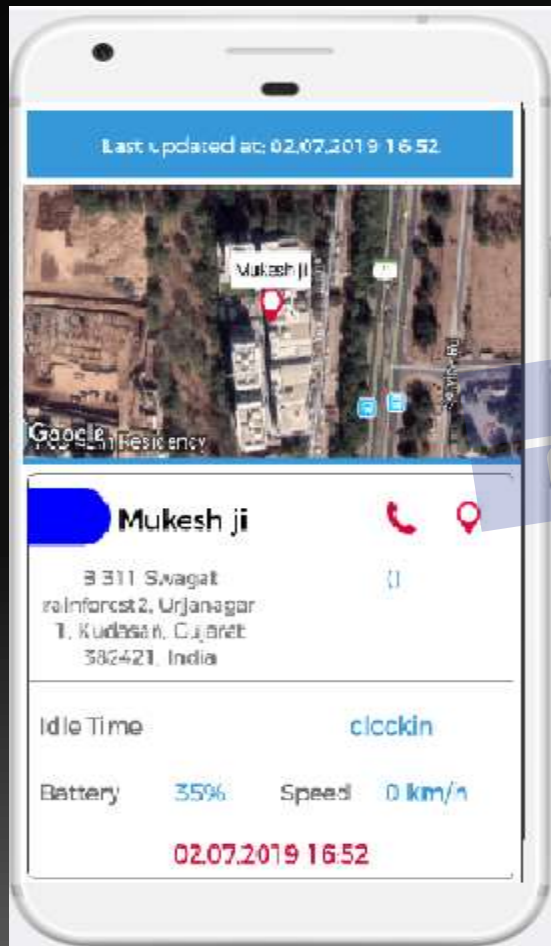 Last updated at: 02.07.2019 16:52
Mukesh ji
Google
Residency
Mukesh ji
B 311 Swagat
rainforest2, Urjanagar
1, Kudasan, Gujarat
382421, India
()
Idle Time
clockin
Battery 35% Speed 0 km/h
02.07.2019 16:52